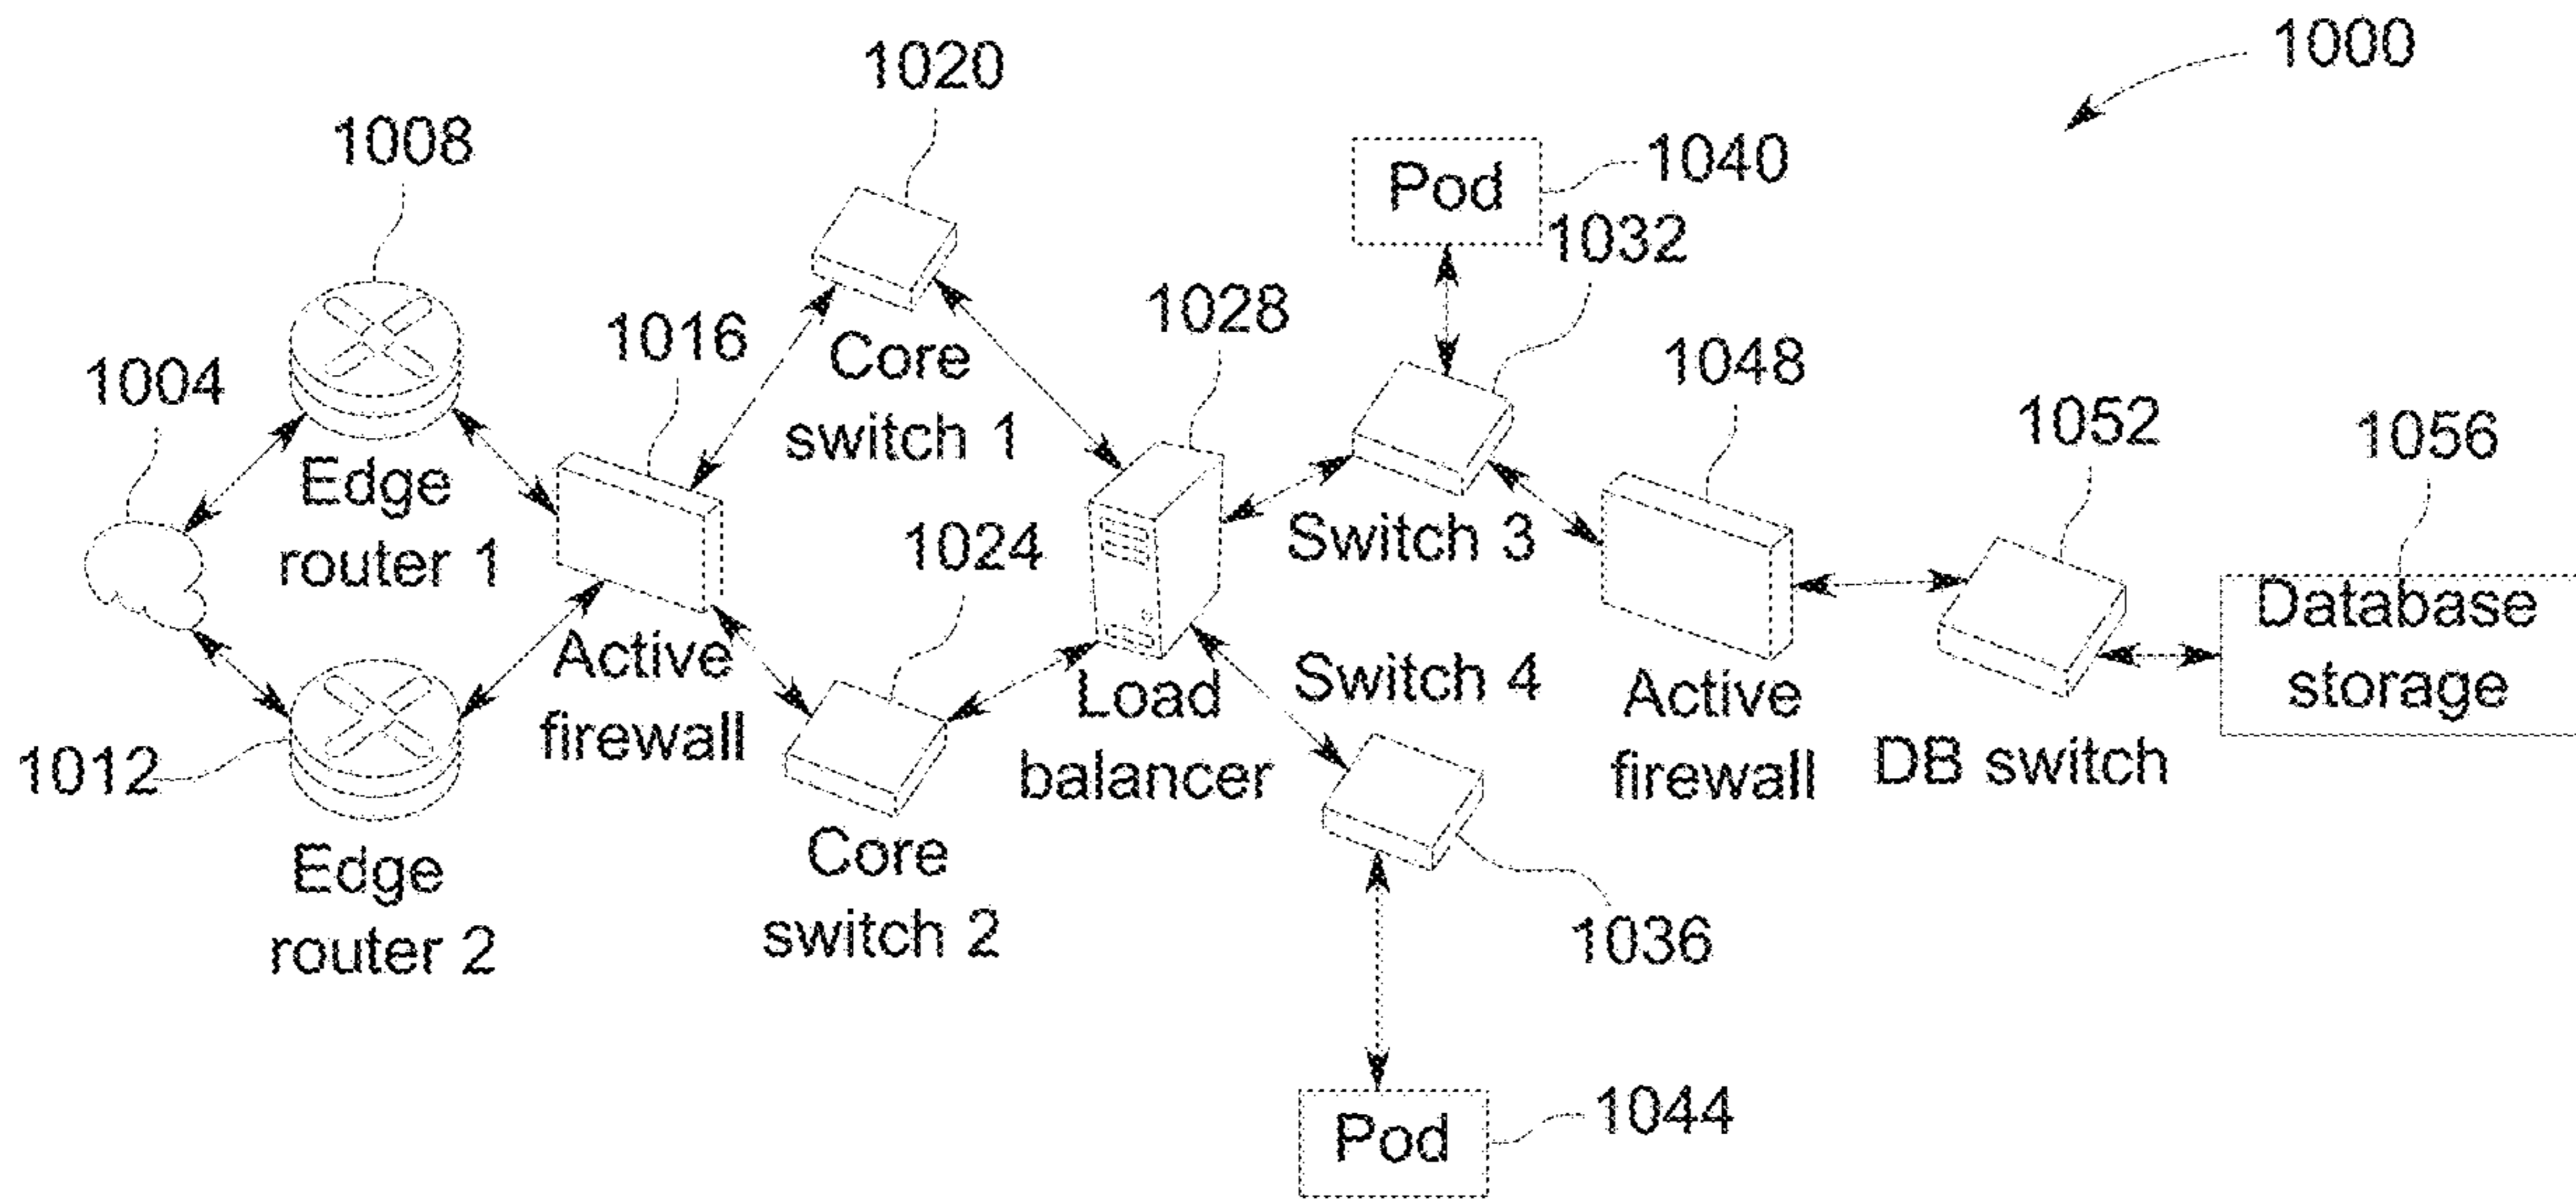 1000
1020
1008
Pod
1040
1032
1004
1016
Core
switch 1
1028
1048
1052
1056
Edge
router 1
1024
Switch 3
Database
storage
Active
firewall
Load
balancer
Switch 4
Active
firewall
DB switch
1012
Edge
router 2
Core
switch 2
1036
Pod
1044